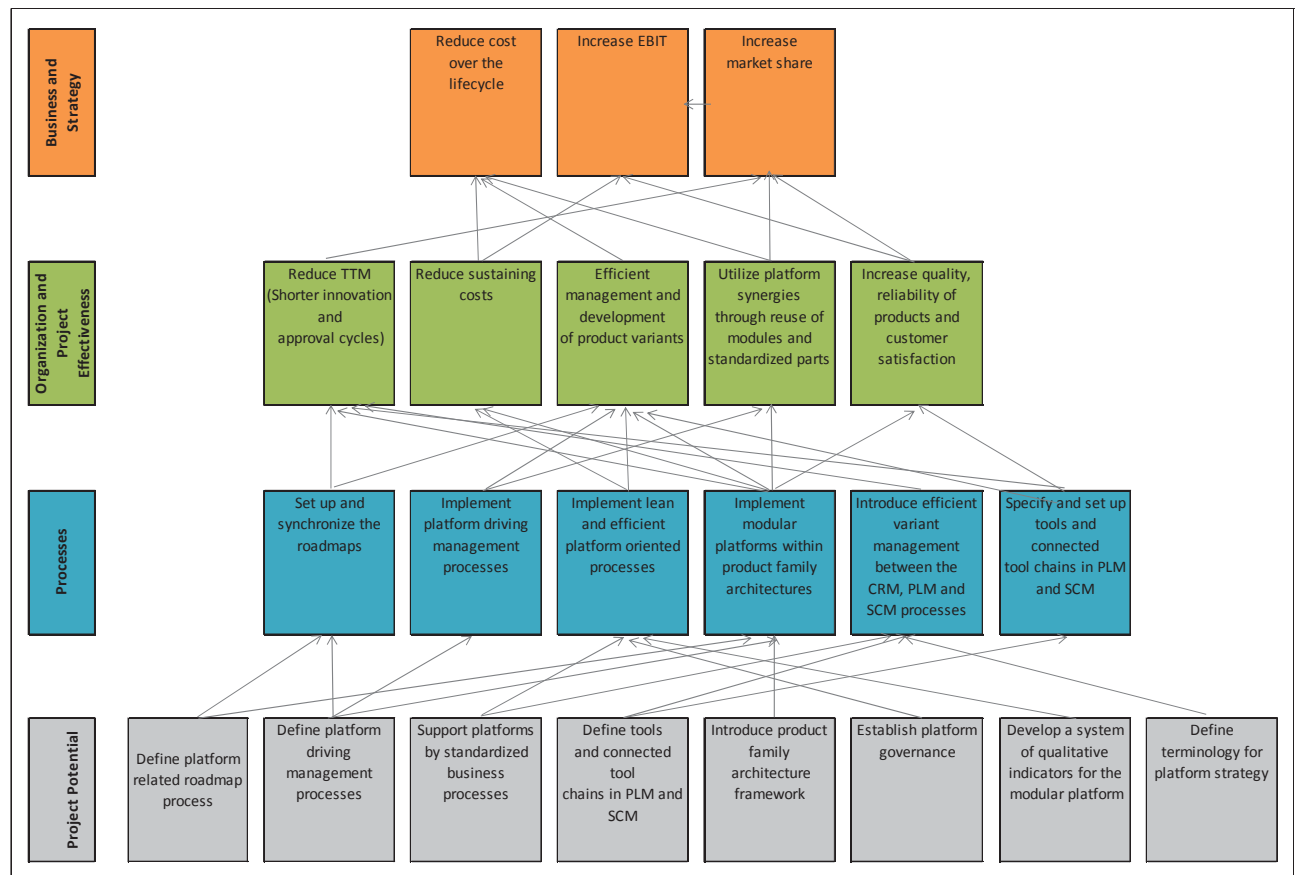 Business and
Strategy
Reduce cost
over the
lifecycle
Increase EBIT
Increase
market share
Organization and
Project
Effectiveness
Reduce TTM
(Shorter innovation
and
approval cycles)
Reduce sustaining
costs
Efficient
management and
development
of product variants
Utilize platform
synergies
through reuse of
modules and
standardized parts
Increase quality,
reliability of
products and
customer
satisfaction
Processes
Set up and
synchronize the
roadmaps
Implement
platform driving
management
processes
Implement lean
and efficient
platform oriented
processes
Implement
modular
platforms within
product family
architectures
Introduce efficient
variant
management
between the
CRM, PLM and
SCM processes
Specify and set up
tools and
connected
tool chains in PLM
and SCM
Project Potential
Define platform
related roadmap
process
Define platform
driving
management
processes
Support platforms
by standardized
business
processes
Define tools
and connected
tool
chains in PLM and
SCM
Introduce product
family
architecture
framework
Establish platform
governance
Develop a system
of qualitative
indicators for the
modular platform
Define
terminology for
platform strategy